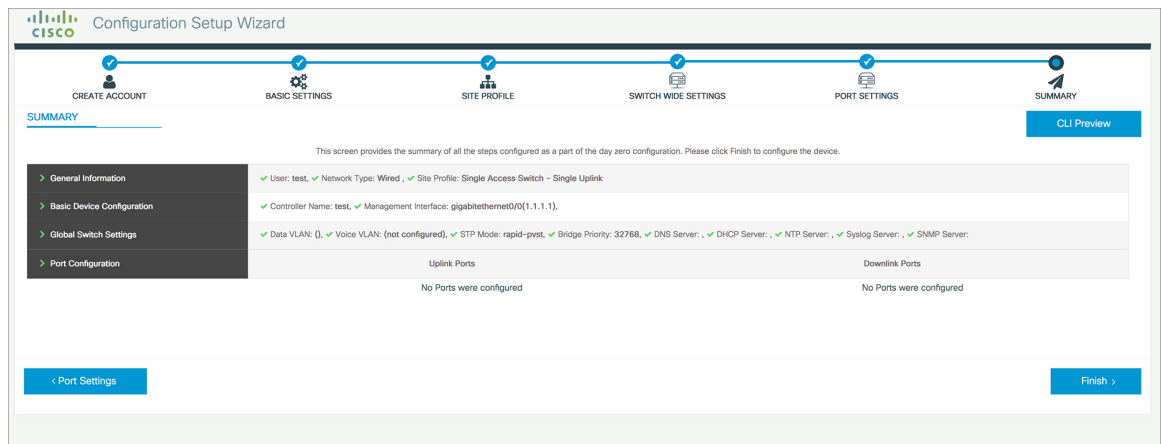 CISCO
Configuration Setup Wizard
CREATE ACCOUNT
BASIC SETTINGS
SITE PROFILE
SWITCH WIDE SETTINGS
PORT SETTINGS
SUMMARY
SUMMARY
CLI Preview
This screen provides the summary of all the steps configured as a part of the day zero configuration. Please click Finish to configure the device.
> General Information
✔ User: test, ✔ Network Type: Wired , ✔ Site Profile: Single Access Switch - Single Uplink
> Basic Device Configuration
✔ Controller Name: test, ✔ Management Interface: gigabitethernet0/0(1.1.1.1),
> Global Switch Settings
✔ Data VLAN: (), ✔ Voice VLAN: (not configured), ✔ STP Mode: rapid-pvst, ✔ Bridge Priority: 32768, ✔ DNS Server: , ✔ DHCP Server: , ✔ NTP Server: , ✔ Syslog Server: , ✔ SNMP Server:
> Port Configuration
Uplink Ports
Downlink Ports
No Ports were configured
No Ports were configured
< Port Settings
Finish >